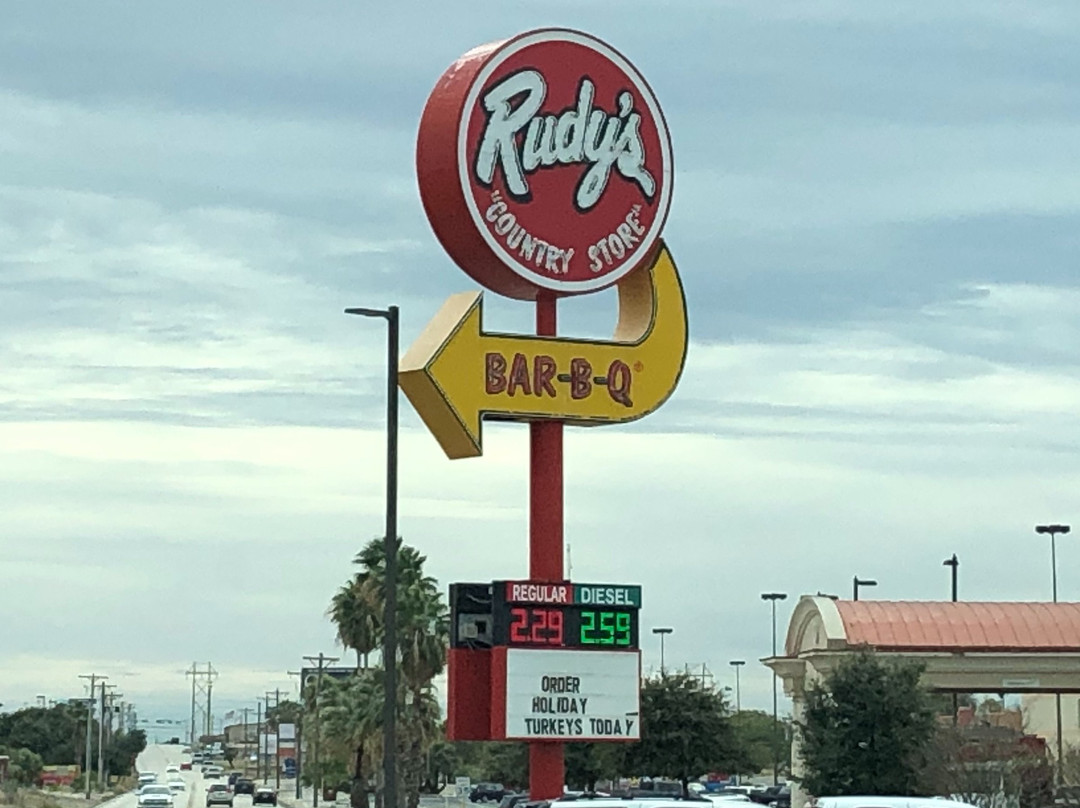 Rudy's
"COUNTRY STORE"
BAR-B-Q®
REGULAR DIESEL
2.29 2.59
ORDER
HOLIDAY
TURKEYS TODAY